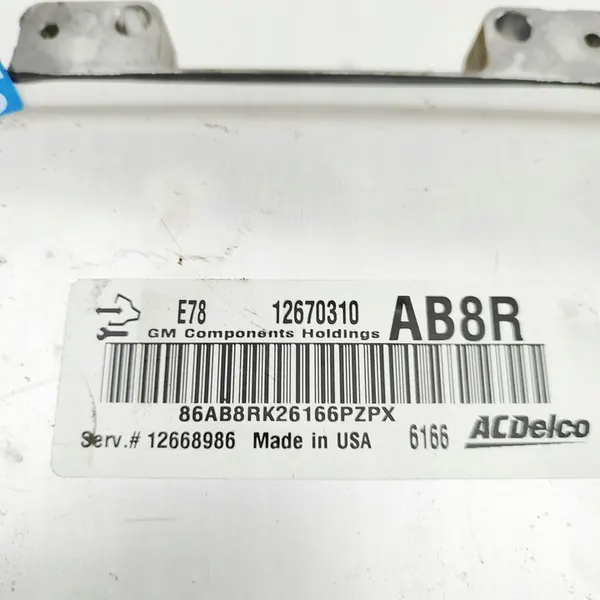 E78 12670310 AB8R
GM Components Holdings
86AB8RK26166PZPX
Serv.# 12668986 Made in USA 6166 ACDelco